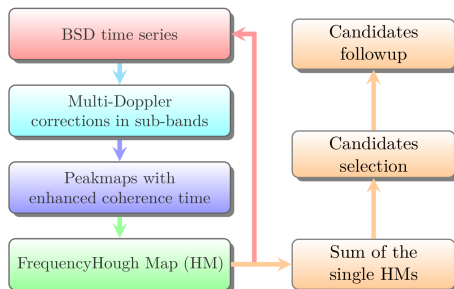 BSD time series
Multi-Doppler
corrections in sub-bands
Peakmaps with
enhanced coherence time
FrequencyHough Map (HM)
Sum of the
single HMs
Candidates
selection
Candidates
followup